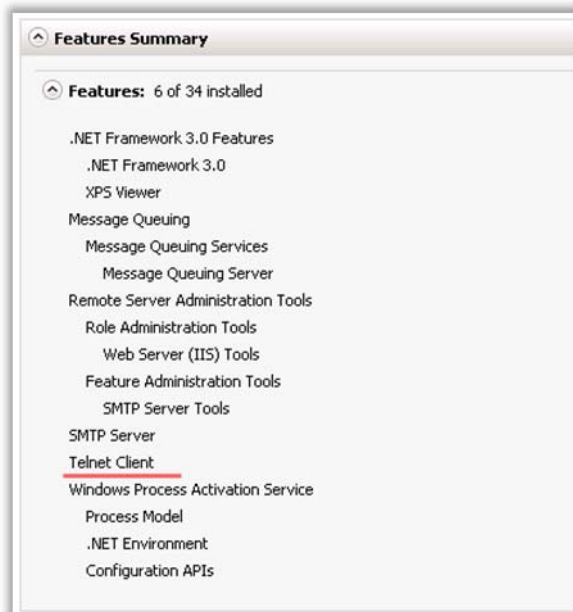 Features Summary
Features: 6 of 34 installed
.NET Framework 3.0 Features
.NET Framework 3.0
XPS Viewer
Message Queuing
Message Queuing Services
Message Queuing Server
Remote Server Administration Tools
Role Administration Tools
Web Server (IIS) Tools
Feature Administration Tools
SMTP Server Tools
SMTP Server
Telnet Client
Windows Process Activation Service
Process Model
.NET Environment
Configuration APIs